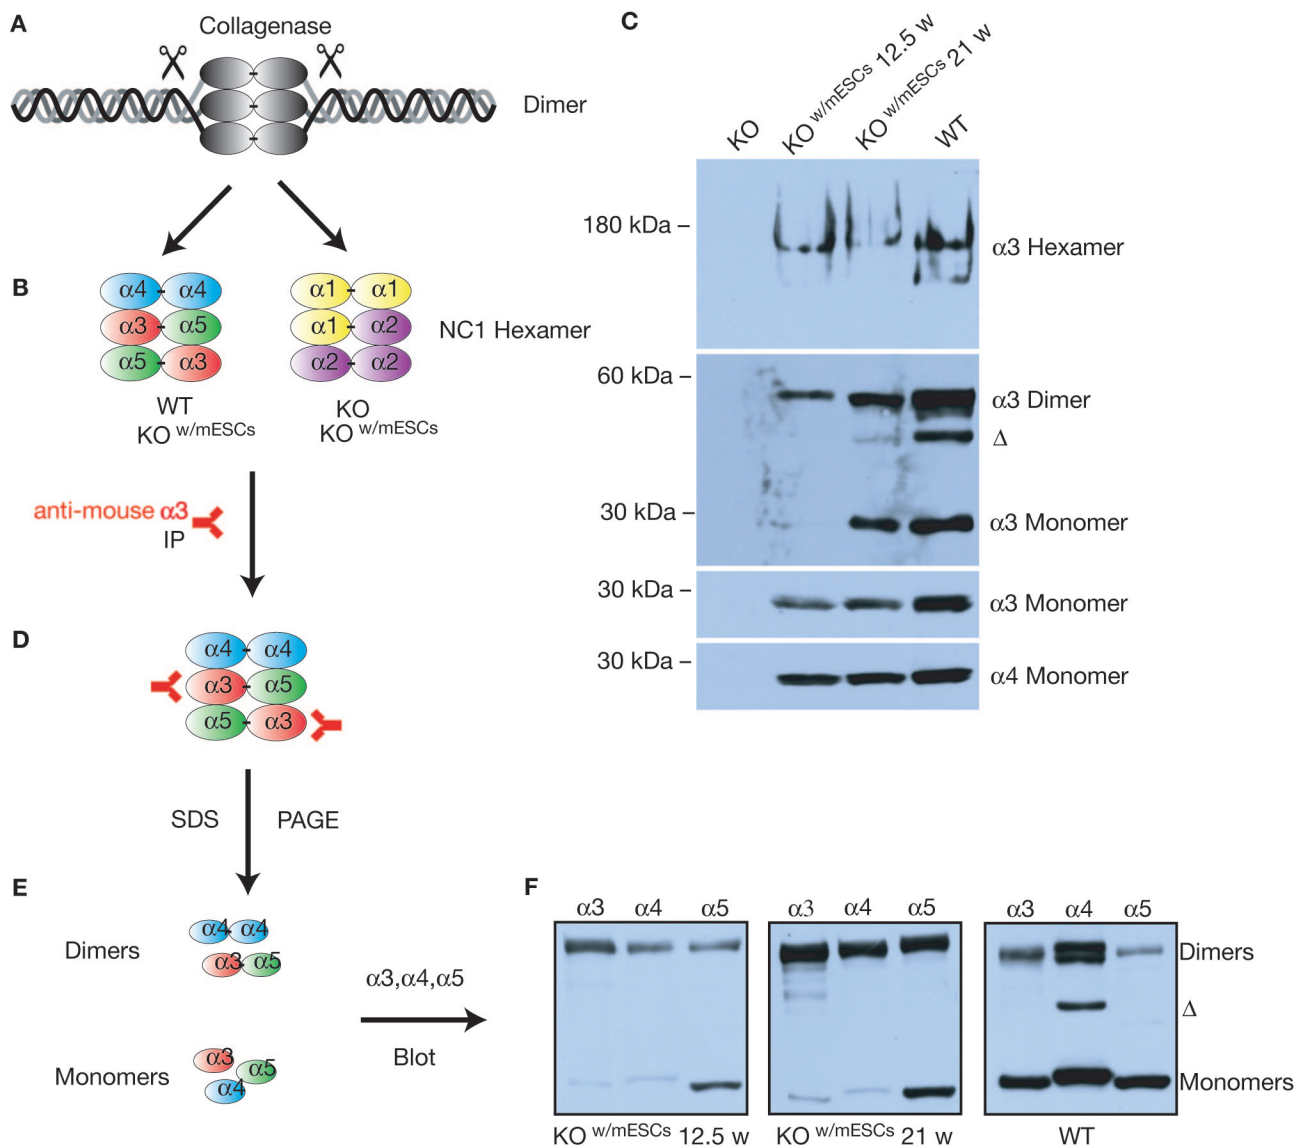 A
Collagenase
Dimer
B
α4 α4
α3 α5
α5 α3
WT
KO w/mESCs
α1 α1
α1 α2
α2 α2
KO
KO w/mESCs
NC1 Hexamer
anti-mouse α3
IP
D
α4 α4
α3 α5
α5 α3
SDS PAGE
E
Dimers
α4 α4
α3 α5
Monomers
α3 α5
α4
α3,α4,α5
Blot
C
KO KO w/mESCs 12.5 w KO w/mESCs 21 w WT
180 kDa
α3 Hexamer
60 kDa
α3 Dimer
Δ
30 kDa
α3 Monomer
30 kDa
α3 Monomer
30 kDa
α4 Monomer
F
α3 α4 α5 α3 α4 α5 α3 α4 α5
Dimers
Δ
Monomers
KO w/mESCs 12.5 w KO w/mESCs 21 w WT